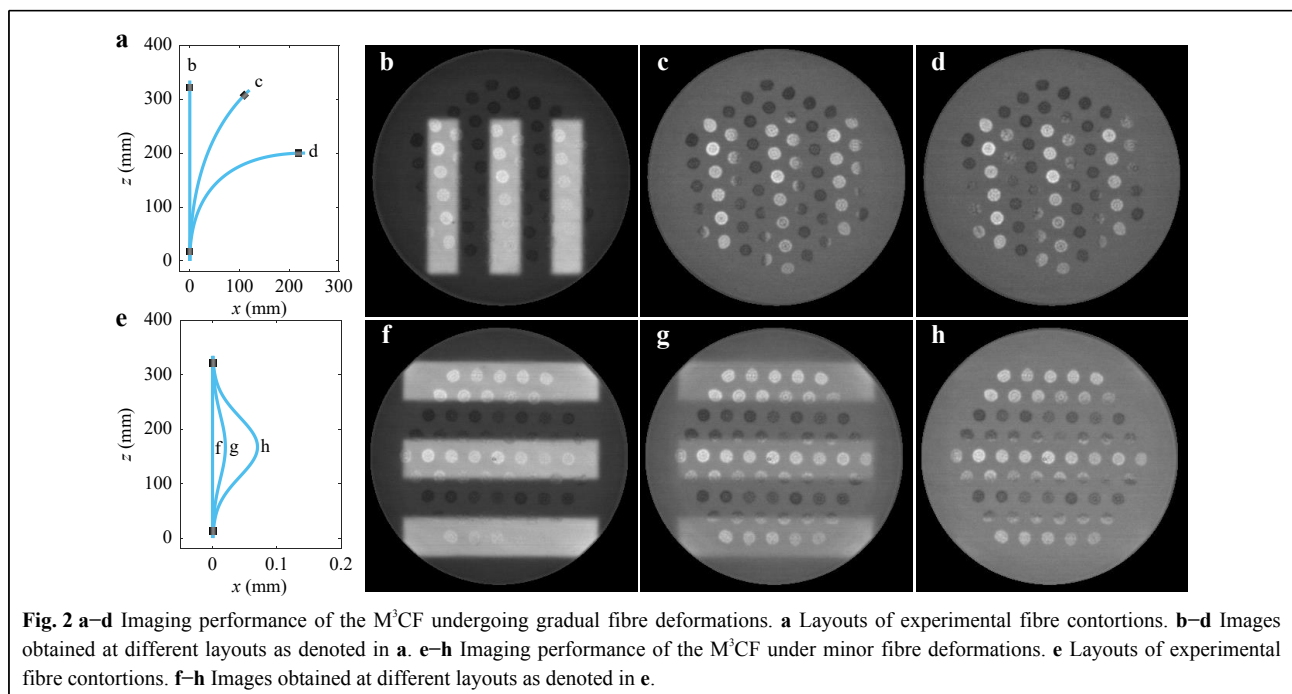 a
400
300
200
100
0
z (mm)
b
c
d
0 100 200 300
x (mm)
b
c
d
e
400
300
200
100
0
z (mm)
f
g
h
0 0.1 0.2
x (mm)
f
g
h
Fig. 2 a–d Imaging performance of the M³CF undergoing gradual fibre deformations. a Layouts of experimental fibre contortions. b–d Images
obtained at different layouts as denoted in a. e–h Imaging performance of the M³CF under minor fibre deformations. e Layouts of experimental
fibre contortions. f–h Images obtained at different layouts as denoted in e.